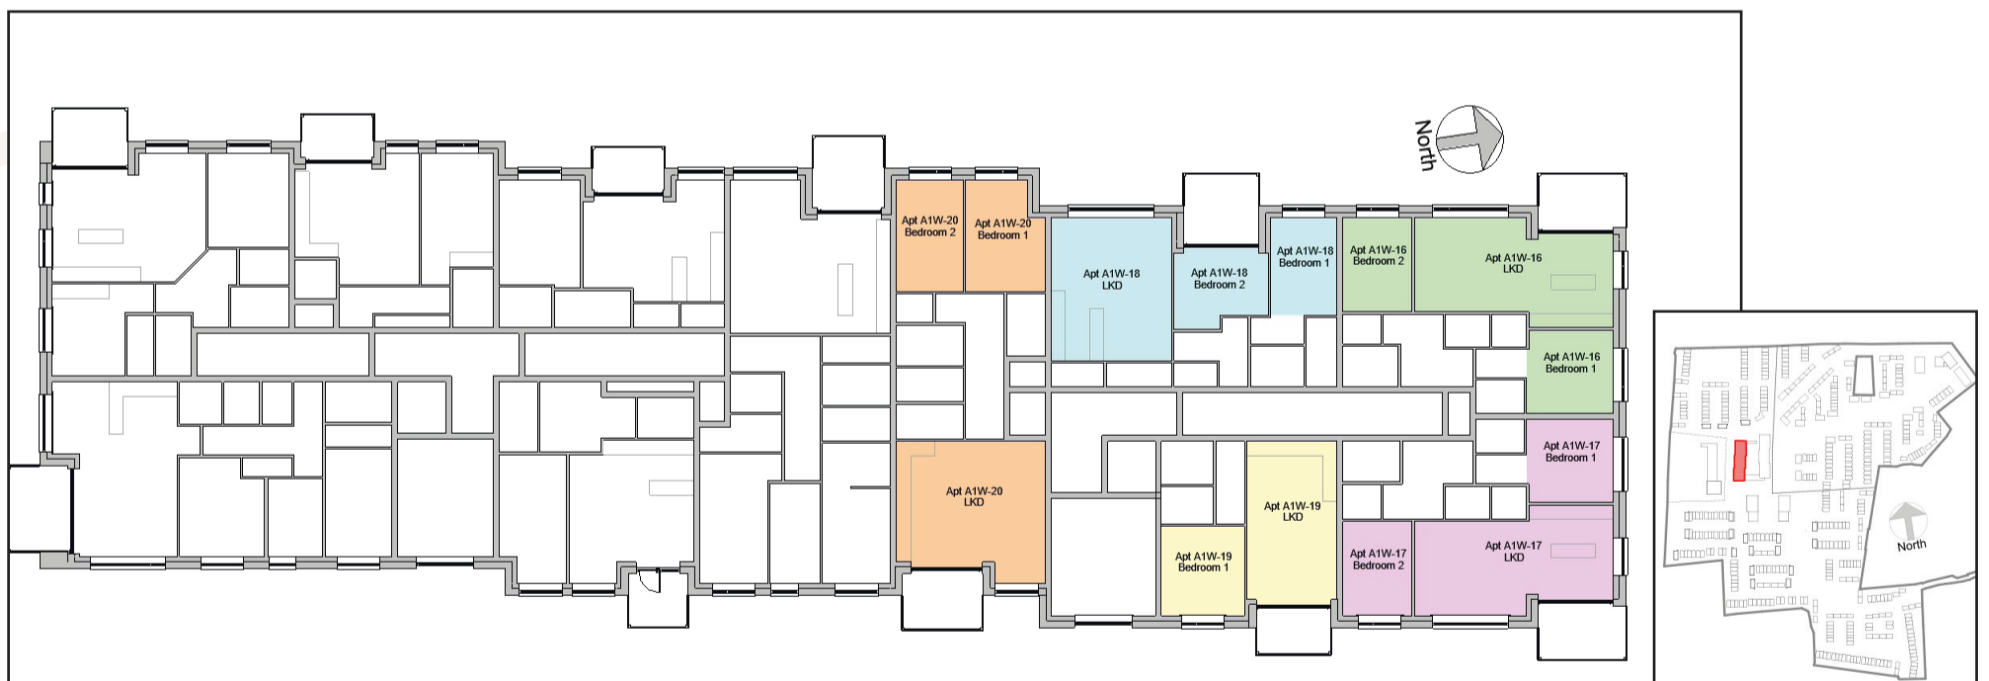 North
Apt A1W-20
Bedroom 2
Apt A1W-20
Bedroom 1
Apt A1W-18
LKD
Apt A1W-18
Bedroom 2
Apt A1W-18
Bedroom 1
Apt A1W-16
Bedroom 2
Apt A1W-16
LKD
Apt A1W-16
Bedroom 1
Apt A1W-17
Bedroom 1
Apt A1W-20
LKD
Apt A1W-19
LKD
Apt A1W-19
Bedroom 1
Apt A1W-17
Bedroom 2
Apt A1W-17
LKD
North